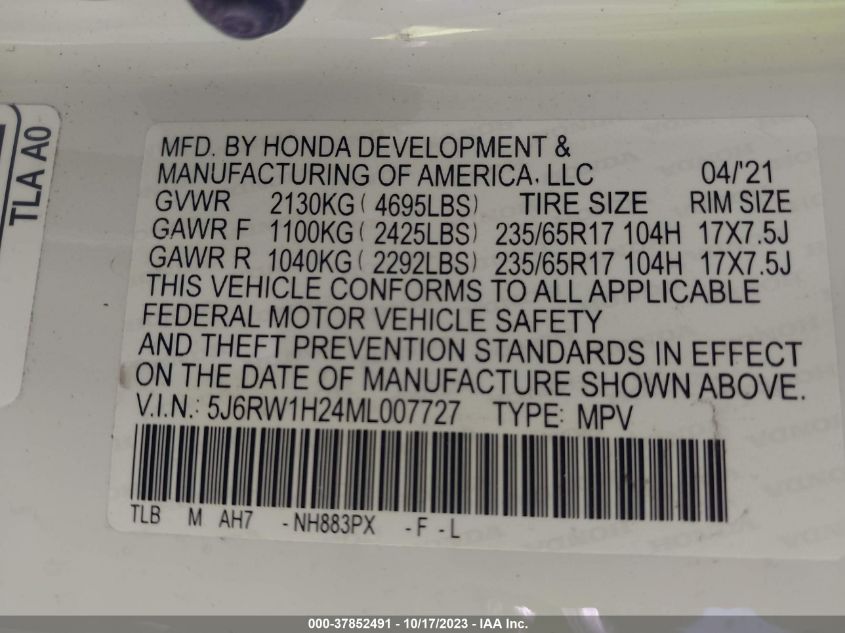 TLA A0
MFD. BY HONDA DEVELOPMENT &
MANUFACTURING OF AMERICA, LLC 04/'21
GVWR 2130KG ( 4695LBS) TIRE SIZE RIM SIZE
GAWR F 1100KG ( 2425LBS) 235/65R17 104H 17X7.5J
GAWR R 1040KG ( 2292LBS) 235/65R17 104H 17X7.5J
THIS VEHICLE CONFORMS TO ALL APPLICABLE
FEDERAL MOTOR VEHICLE SAFETY
AND THEFT PREVENTION STANDARDS IN EFFECT
ON THE DATE OF MANUFACTURE SHOWN ABOVE.
V.I.N.: 5J6RW1H24ML007727 TYPE: MPV
TLB M AH7 -NH883PX -F -L
000-37852491 - 10/17/2023 - IAA Inc.